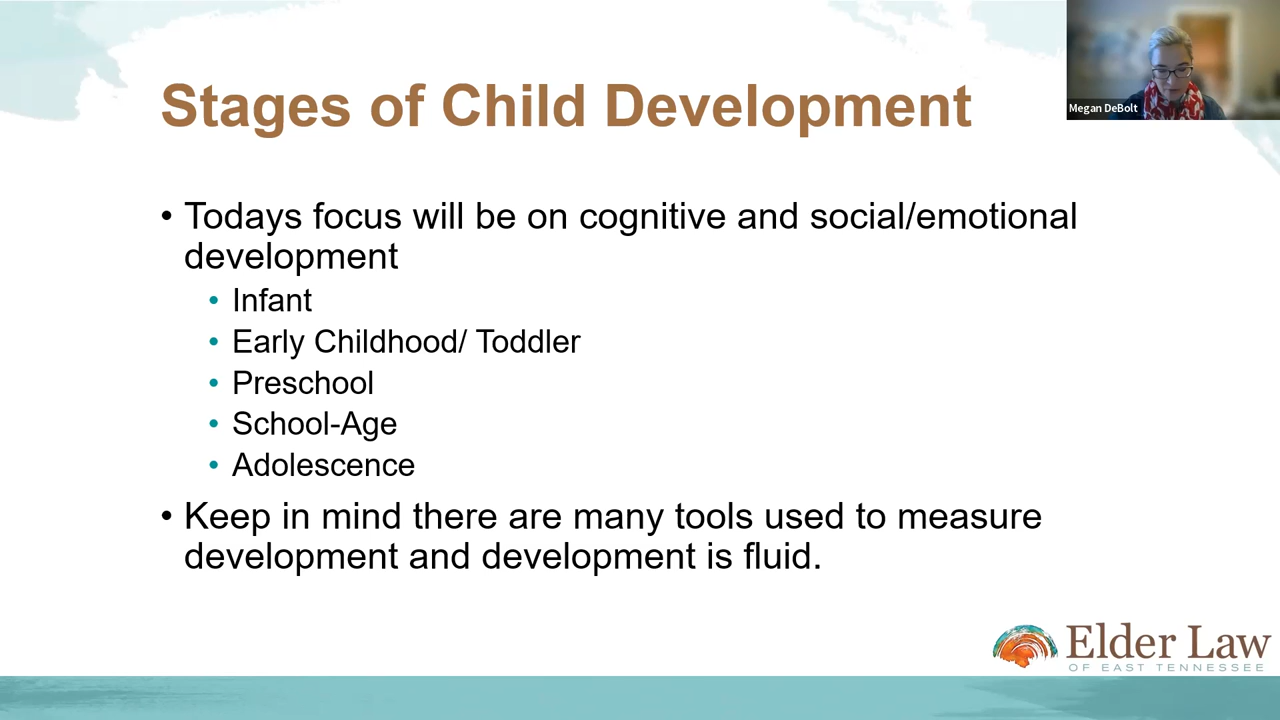 Stages of Child Development
Megan DeBolt
• Todays focus will be on cognitive and social/emotional
development
• Infant
• Early Childhood/ Toddler
• Preschool
• School-Age
• Adolescence
• Keep in mind there are many tools used to measure
development and development is fluid.
Elder Law
OF EAST TENNESSEE